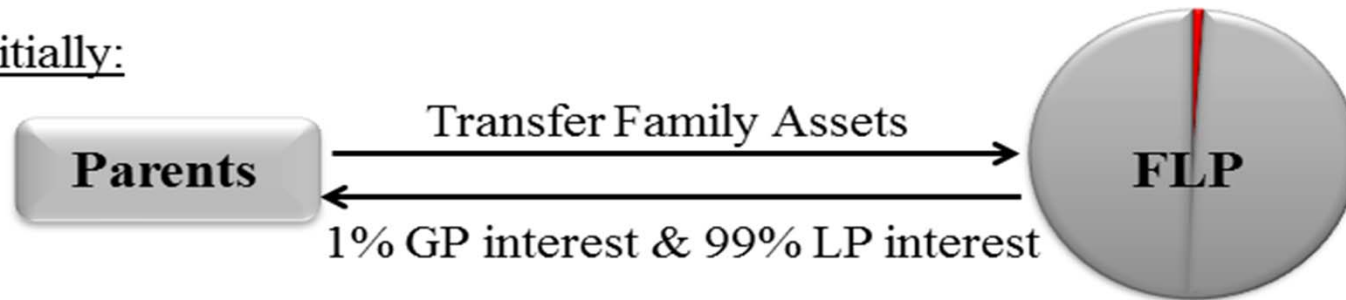 itially:
Transfer Family Assets
Parents
FLP
1% GP interest & 99% LP interest